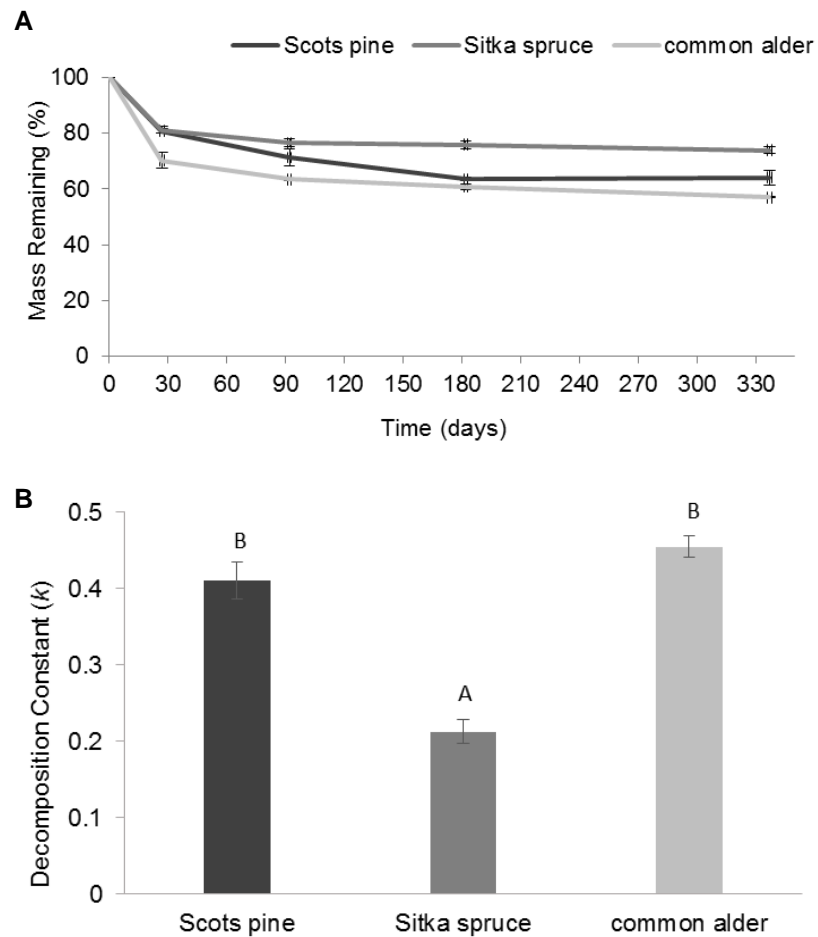 A
Scots pine Sitka spruce common alder
100
80
60
40
20
0
Mass Remaining (%)
0 30 60 90 120 150 180 210 240 270 300 330
Time (days)
B
0.5
0.4
0.3
0.2
0.1
0
Decomposition Constant (k)
B A B
Scots pine Sitka spruce common alder